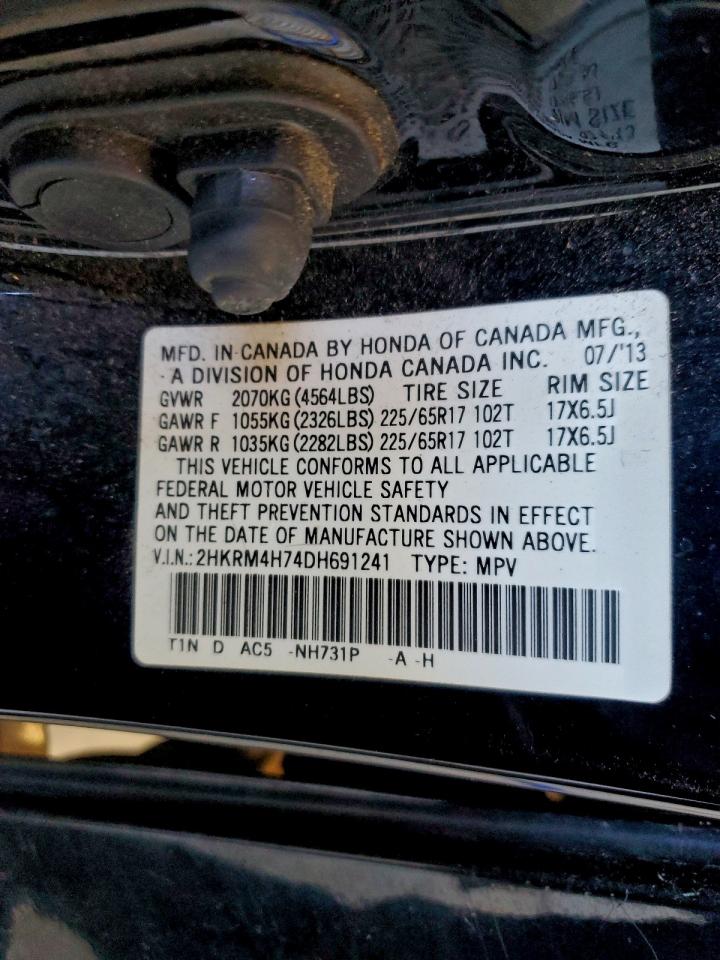 MFD. IN CANADA BY HONDA OF CANADA MFG.,
A DIVISION OF HONDA CANADA INC. 07/'13
GVWR 2070KG (4564LBS) TIRE SIZE RIM SIZE
GAWR F 1055KG (2326LBS) 225/65R17 102T 17X6.5J
GAWR R 1035KG (2282LBS) 225/65R17 102T 17X6.5J
THIS VEHICLE CONFORMS TO ALL APPLICABLE
FEDERAL MOTOR VEHICLE SAFETY
AND THEFT PREVENTION STANDARDS IN EFFECT
ON THE DATE OF MANUFACTURE SHOWN ABOVE.
V.I.N.: 2HKRM4H74DH691241 TYPE: MPV
T1N D AC5 -NH731P -A -H